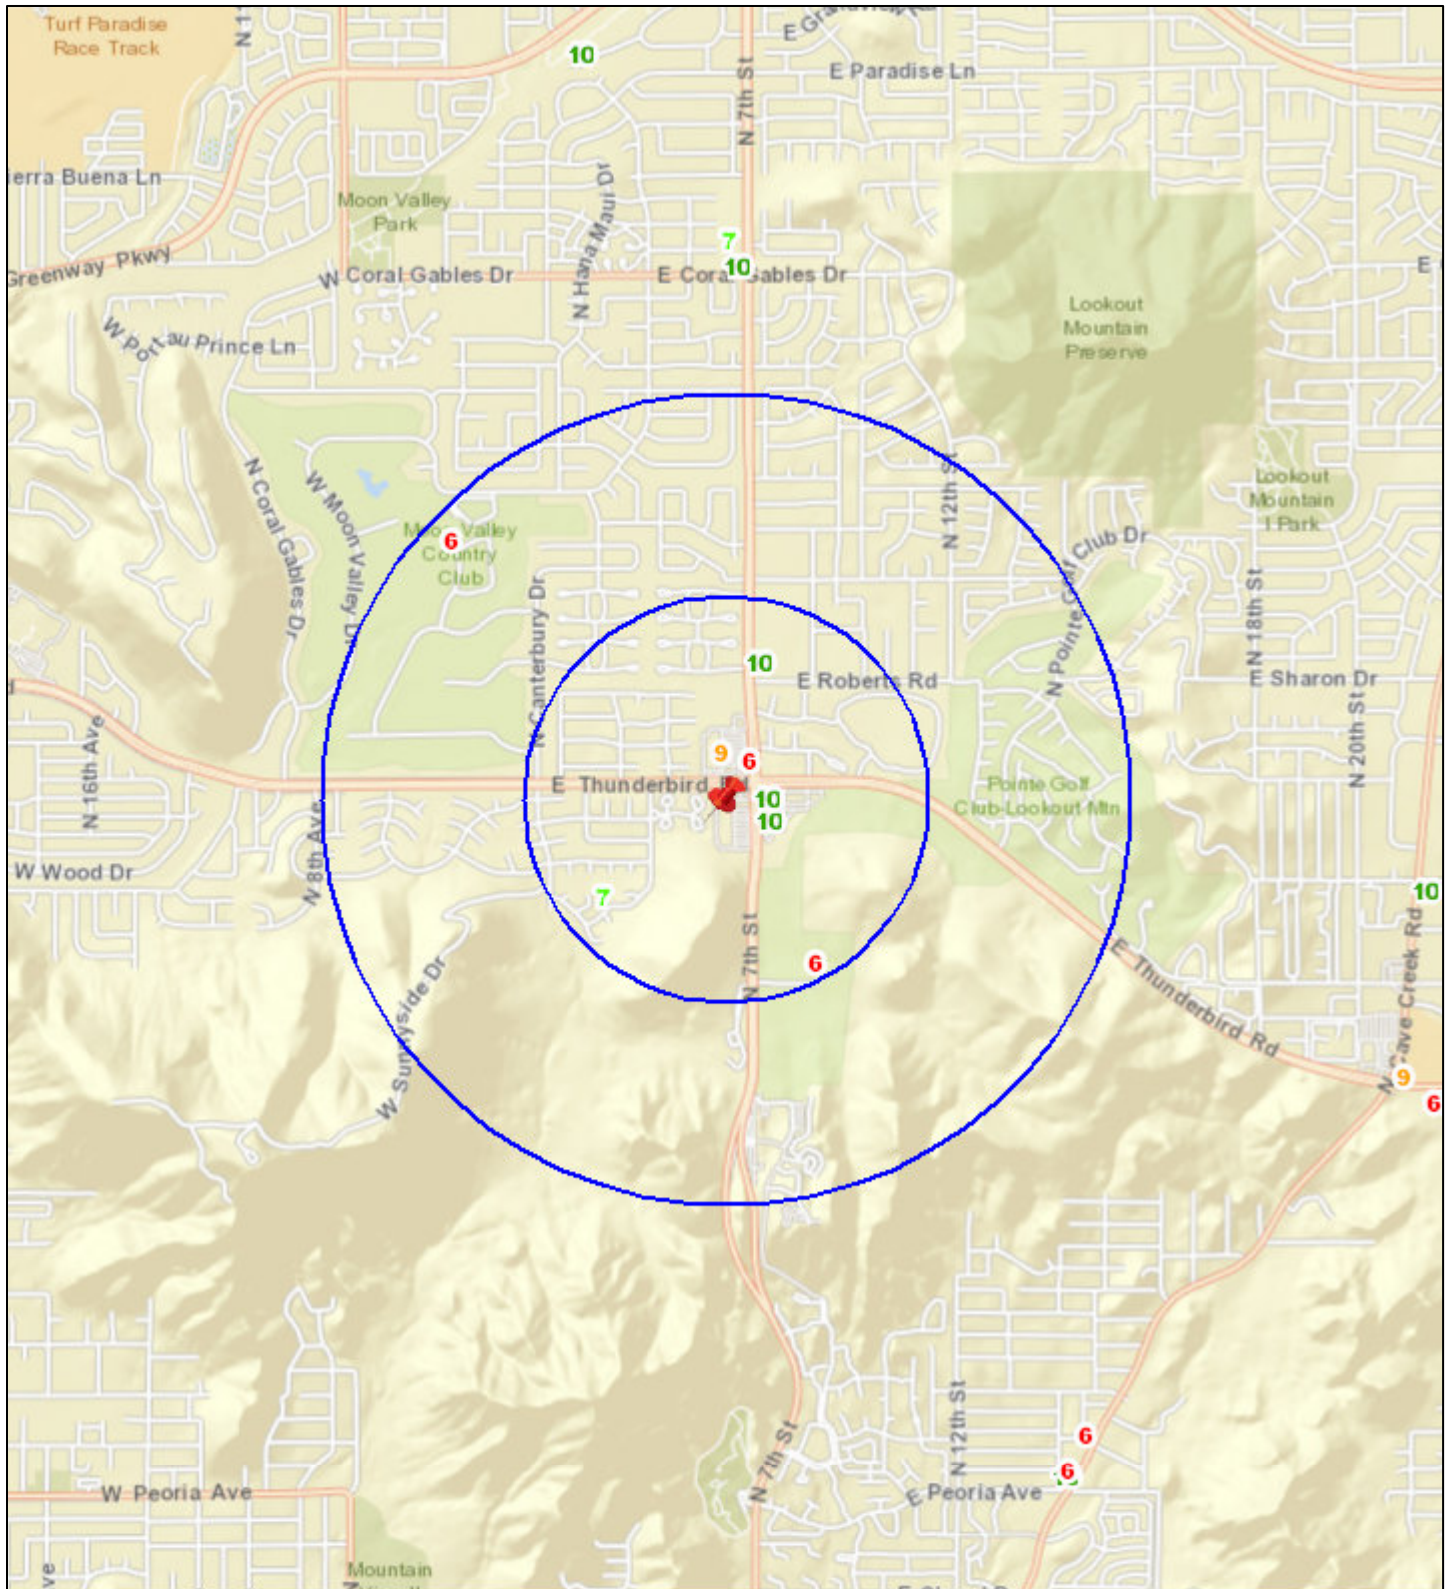 Turf Paradise
Race Track
10
E Paradise Ln
N 7th St
ierra Buena Ln
Moon Valley
Park
N Hana Maui Dr
7
10
Greenway Pkwy
W Coral Gables Dr
E Coral Gables Dr
E
Lookout
Mountain
Preserve
W Port au Prince Ln
N Coral Gables Dr
W Moon Valley Dr
Moon Valley
Country
Club
6
N 12th St
Lookout
Mountain
I Park
N Pointe Golf Club Dr
N Canterbury Dr
N 18th St
10
E Roberts Rd
E Sharon Dr
N 16th Ave
N 20th St
9
6
E Thunderbird Rd
10
10
Pointe Golf
Club-Lookout Mtn
W Wood Dr
N 8th Ave
7
10
N 7th St
6
W Sunnyside Dr
E Thunderbird Rd
N Cave Creek Rd
9
6
N 12th St
6
6
N 7th St
W Peoria Ave
E Peoria Ave
Mountain